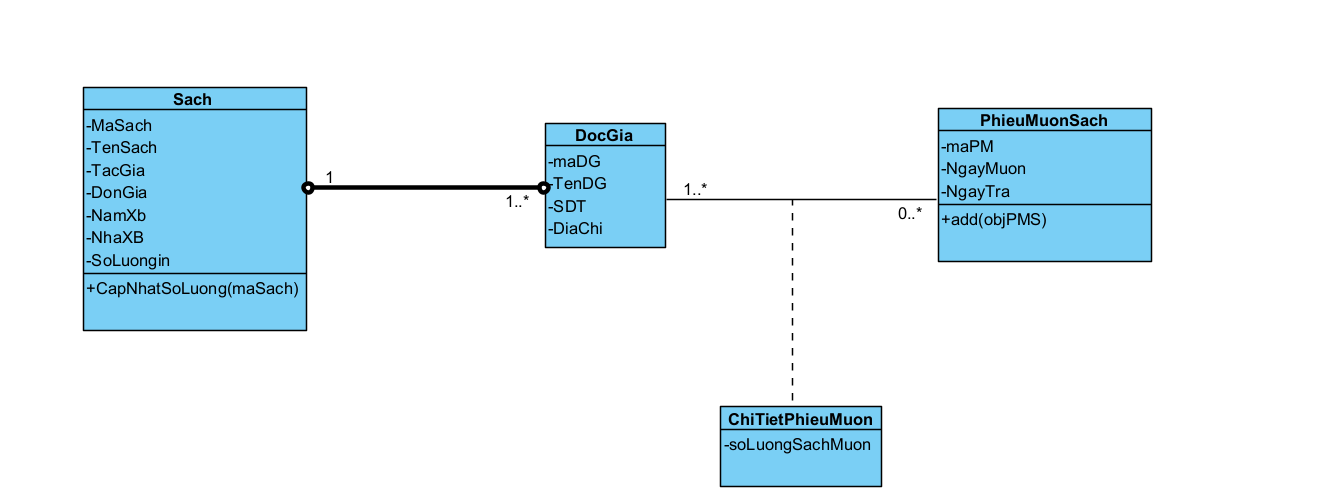 Sach
-MaSach
-TenSach
-TacGia
-DonGia
-NamXb
-NhaXB
-SoLuongin
+CapNhatSoLuong(maSach)
1
1..*
DocGia
-maDG
-TenDG
-SDT
-DiaChi
1..*
0..*
PhieuMuonSach
-maPM
-NgayMuon
-NgayTra
+add(objPMS)
ChiTietPhieuMuon
-soLuongSachMuon